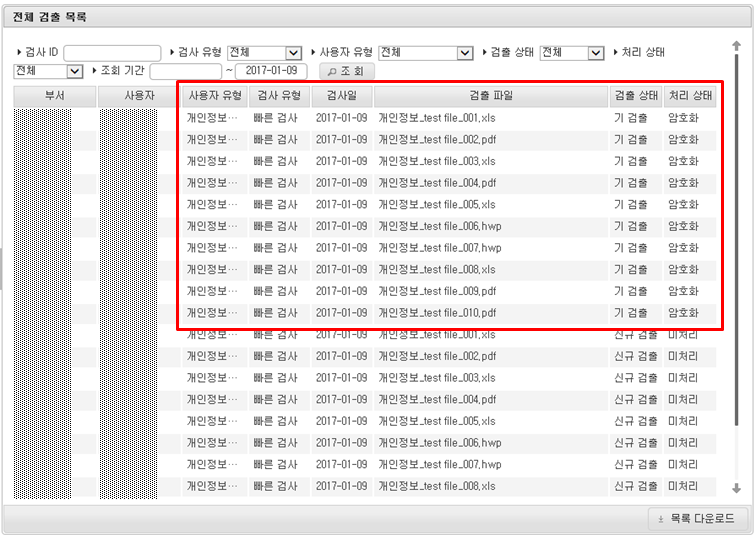 전체 검출 목록
검사 ID 검사 유형 전체 사용자 유형 전체 검출 상태 전체 처리 상태
전체 조회 기간 ~ 2017-01-09 조 회
부서 사용자 사용자 유형 검사 유형 검사일 검출 파일 검출 상태 처리 상태
개인정보… 빠른 검사 2017-01-09 개인정보_test file_001.xls 기 검출 암호화
개인정보… 빠른 검사 2017-01-09 개인정보_test file_002.pdf 기 검출 암호화
개인정보… 빠른 검사 2017-01-09 개인정보_test file_003.xls 기 검출 암호화
개인정보… 빠른 검사 2017-01-09 개인정보_test file_004.pdf 기 검출 암호화
개인정보… 빠른 검사 2017-01-09 개인정보_test file_005.xls 기 검출 암호화
개인정보… 빠른 검사 2017-01-09 개인정보_test file_006.hwp 기 검출 암호화
개인정보… 빠른 검사 2017-01-09 개인정보_test file_007.hwp 기 검출 암호화
개인정보… 빠른 검사 2017-01-09 개인정보_test file_008.xls 기 검출 암호화
개인정보… 빠른 검사 2017-01-09 개인정보_test file_009.pdf 기 검출 암호화
개인정보… 빠른 검사 2017-01-09 개인정보_test file_010.pdf 기 검출 암호화
개인정보… 빠른 검사 2017-01-09 개인정보_test file_001.xls 신규 검출 미처리
개인정보… 빠른 검사 2017-01-09 개인정보_test file_002.pdf 신규 검출 미처리
개인정보… 빠른 검사 2017-01-09 개인정보_test file_003.xls 신규 검출 미처리
개인정보… 빠른 검사 2017-01-09 개인정보_test file_004.pdf 신규 검출 미처리
개인정보… 빠른 검사 2017-01-09 개인정보_test file_005.xls 신규 검출 미처리
개인정보… 빠른 검사 2017-01-09 개인정보_test file_006.hwp 신규 검출 미처리
개인정보… 빠른 검사 2017-01-09 개인정보_test file_007.hwp 신규 검출 미처리
개인정보… 빠른 검사 2017-01-09 개인정보_test file_008.xls 신규 검출 미처리
목록 다운로드